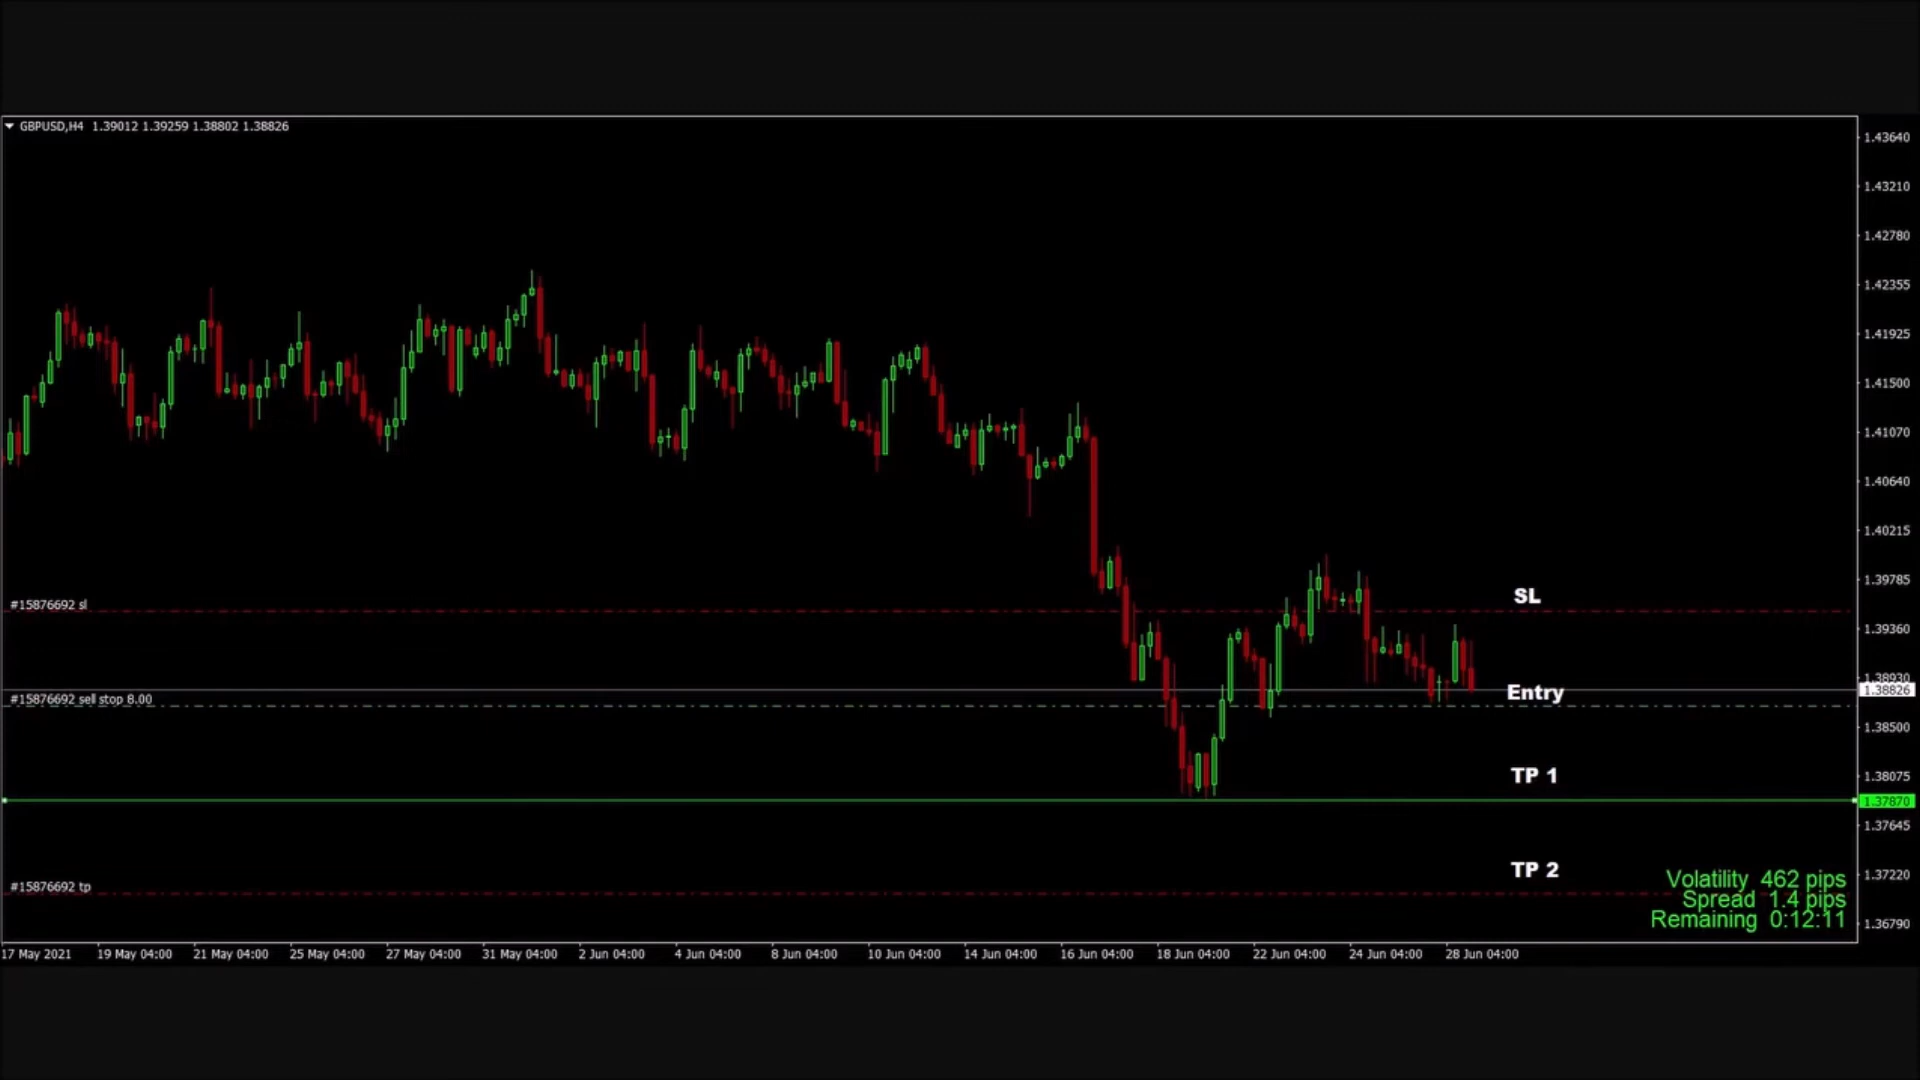 GBPUSD,H4 1.39012 1.39259 1.38802 1.38826
1.43640
1.43210
1.42780
1.42355
1.41925
1.41500
1.41070
1.40640
1.40215
1.39785
SL
#15876692 sl
1.39360
1.38930
1.38826
Entry
#15876692 sell stop 8.00
1.38500
TP 1
1.38075
1.37870
1.37645
TP 2
1.37220
#15876692 tp
Volatility 462 pips
Spread 1.4 pips
Remaining 0:12:11
1.36790
17 May 2021 19 May 04:00 21 May 04:00 25 May 04:00 27 May 04:00 31 May 04:00 2 Jun 04:00 4 Jun 04:00 8 Jun 04:00 10 Jun 04:00 14 Jun 04:00 16 Jun 04:00 18 Jun 04:00 22 Jun 04:00 24 Jun 04:00 28 Jun 04:00